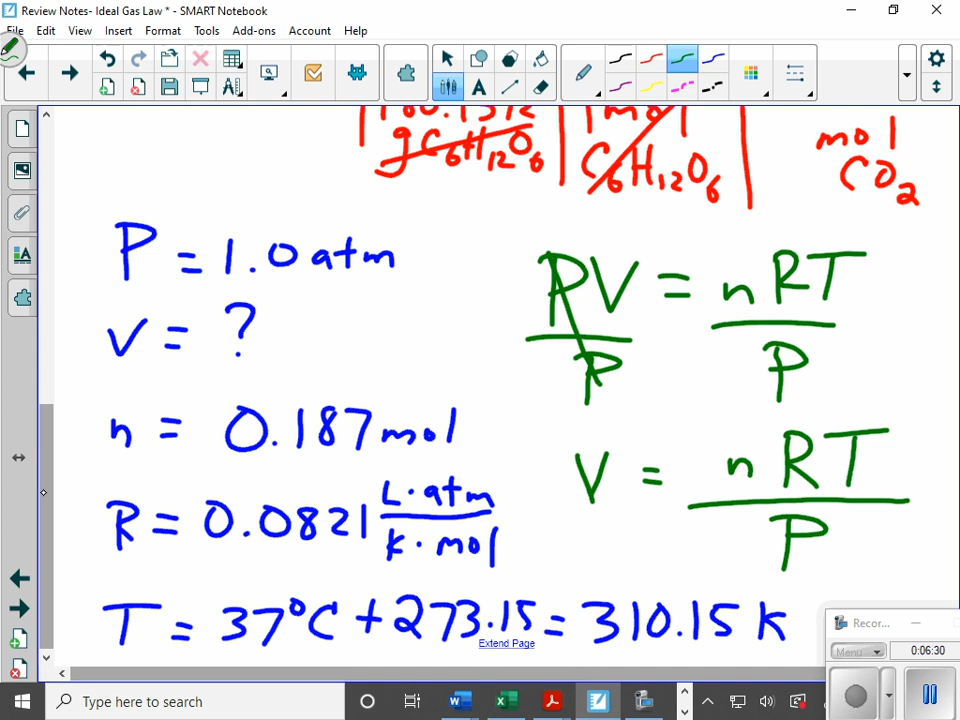 Review Notes- Ideal Gas Law * - SMART Notebook
File Edit View Insert Format Tools Add-ons Account Help
g C6H12O6 C6H12O6
mol
CO2
P = 1.0 atm
V = ?
n = 0.187 mol
R = 0.0821 L·atm
K·mol
T = 37°C + 273.15 = 310.15 K
PV = nRT
P P
V = nRT
P
Extend Page
Recor...
Menu
0:06:30
Type here to search